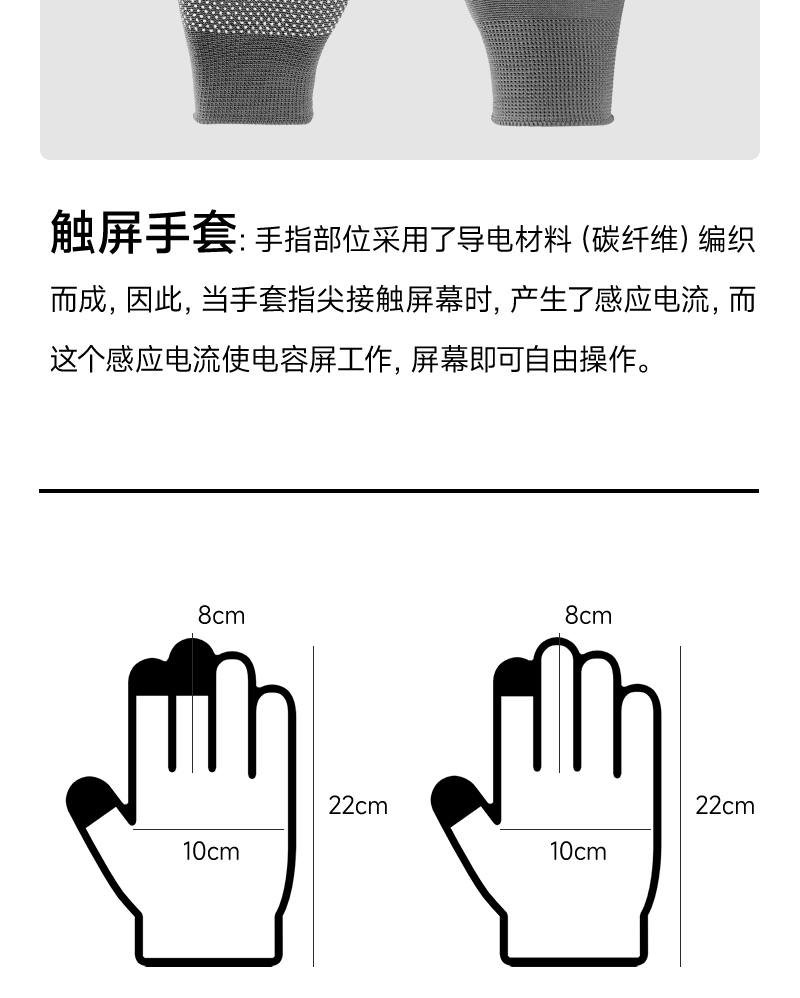 触屏手套: 手指部位采用了导电材料 (碳纤维) 编织
而成, 因此, 当手套指尖接触屏幕时, 产生了感应电流, 而
这个感应电流使电容屏工作, 屏幕即可自由操作。
8cm 8cm
22cm 22cm
10cm 10cm